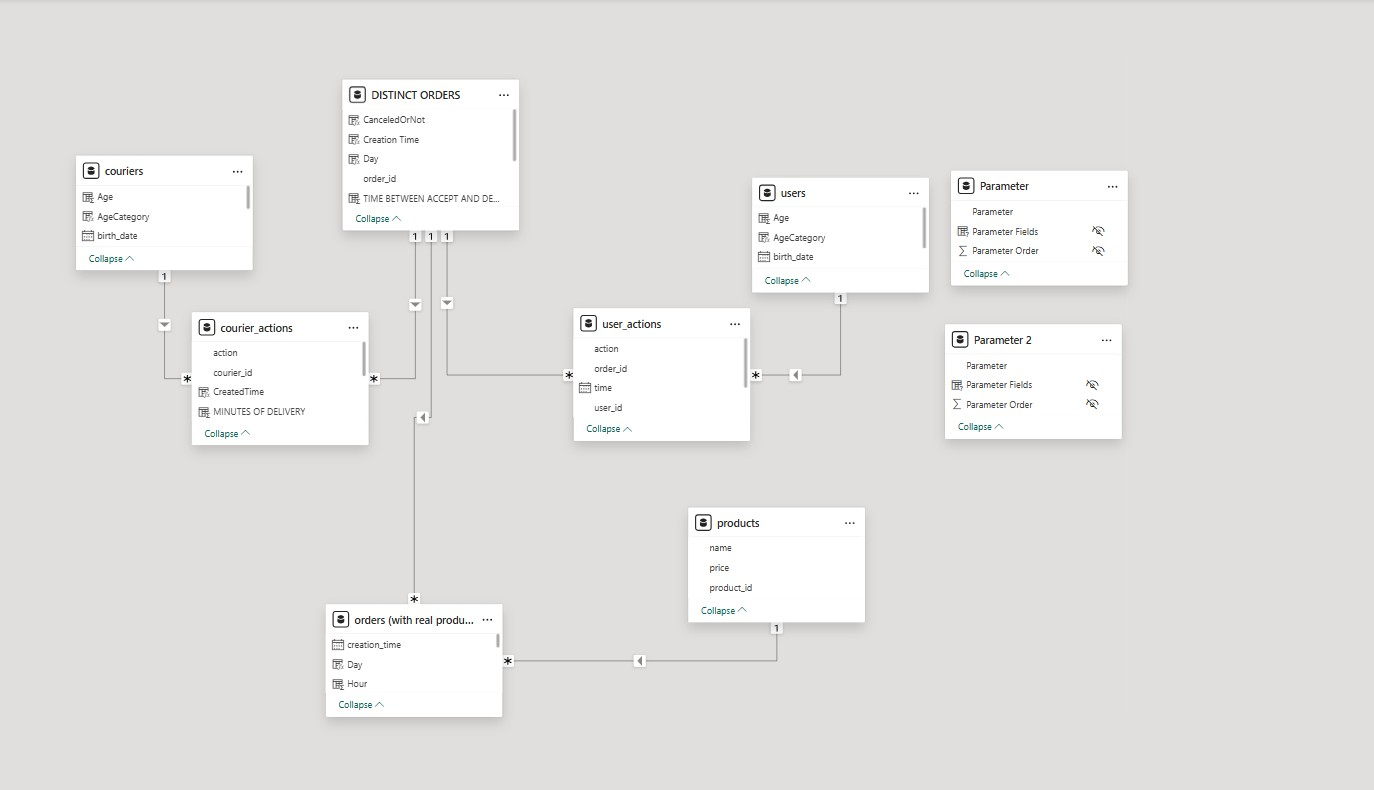 DISTINCT ORDERS
CanceledOrNot
Creation Time
Day
order_id
TIME BETWEEN ACCEPT AND DE...
Collapse
couriers
Age
AgeCategory
birth_date
Collapse
users
Age
AgeCategory
birth_date
Collapse
Parameter
Parameter
Parameter Fields
Parameter Order
Collapse
1
1
1
1
1
courier_actions
action
courier_id
CreatedTime
MINUTES OF DELIVERY
Collapse
*
*
user_actions
action
order_id
time
user_id
Collapse
*
*
Parameter 2
Parameter
Parameter Fields
Parameter Order
Collapse
products
name
price
product_id
Collapse
1
*
orders (with real produ...
creation_time
Day
Hour
Collapse
*